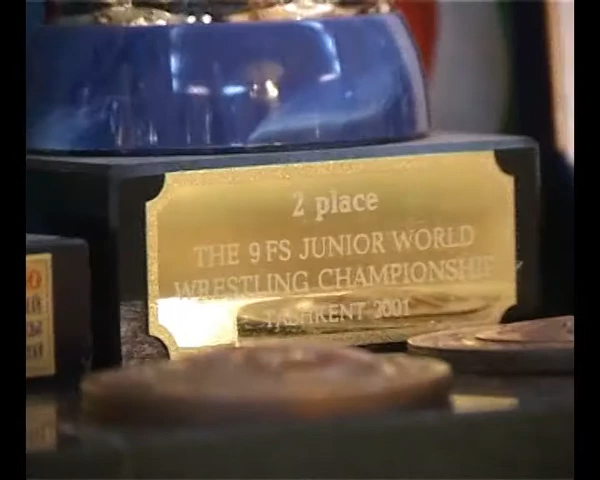 2 place
THE 9 FS JUNIOR WORLD
WRESTLING CHAMPIONSHIP
TASHKENT 2001